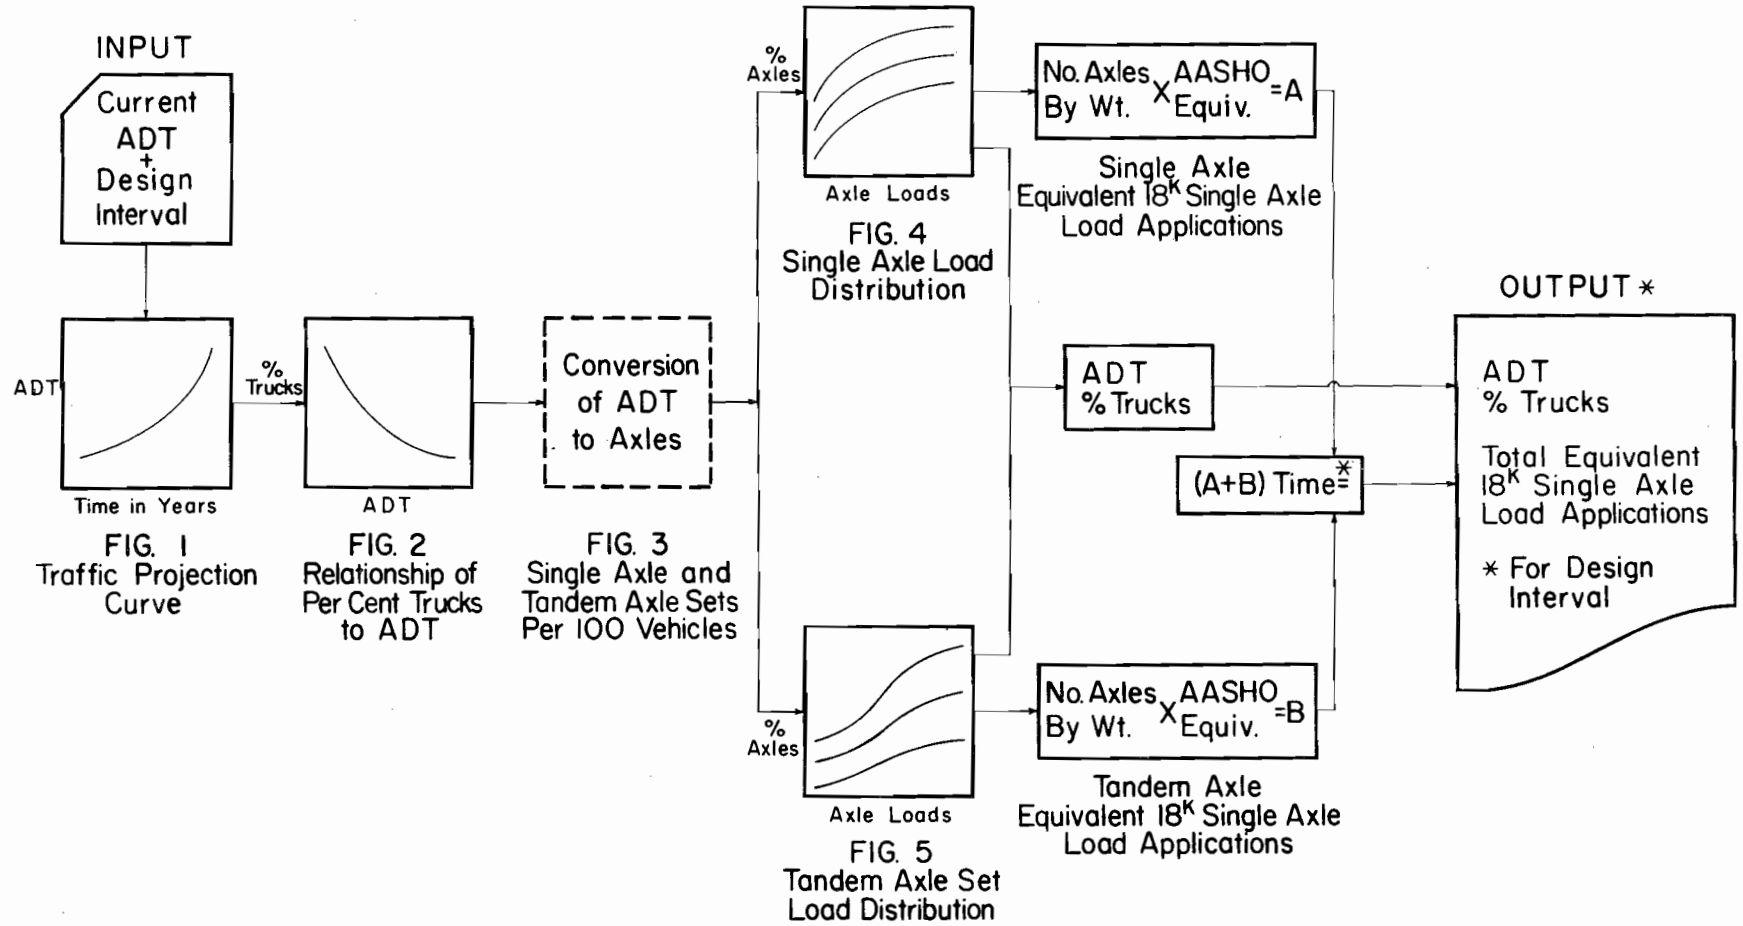 INPUT
Current
ADT
+
Design
Interval
ADT
Time in Years
FIG. 1
Traffic Projection
Curve
%
Trucks
ADT
FIG. 2
Relationship of
Per Cent Trucks
to ADT
Conversion
of ADT
to Axles
FIG. 3
Single Axle and
Tandem Axle Sets
Per 100 Vehicles
%
Axles
Axle Loads
FIG. 4
Single Axle Load
Distribution
No. Axles X AASHO =A
By Wt. Equiv.
Single Axle
Equivalent 18K Single Axle
Load Applications
ADT
% Trucks
(A+B) Time*=
%
Axles
Axle Loads
FIG. 5
Tandem Axle Set
Load Distribution
No. Axles X AASHO =B
By Wt. Equiv.
Tandem Axle
Equivalent 18K Single Axle
Load Applications
OUTPUT *
ADT
% Trucks
Total Equivalent
18K Single Axle
Load Applications
* For Design
Interval